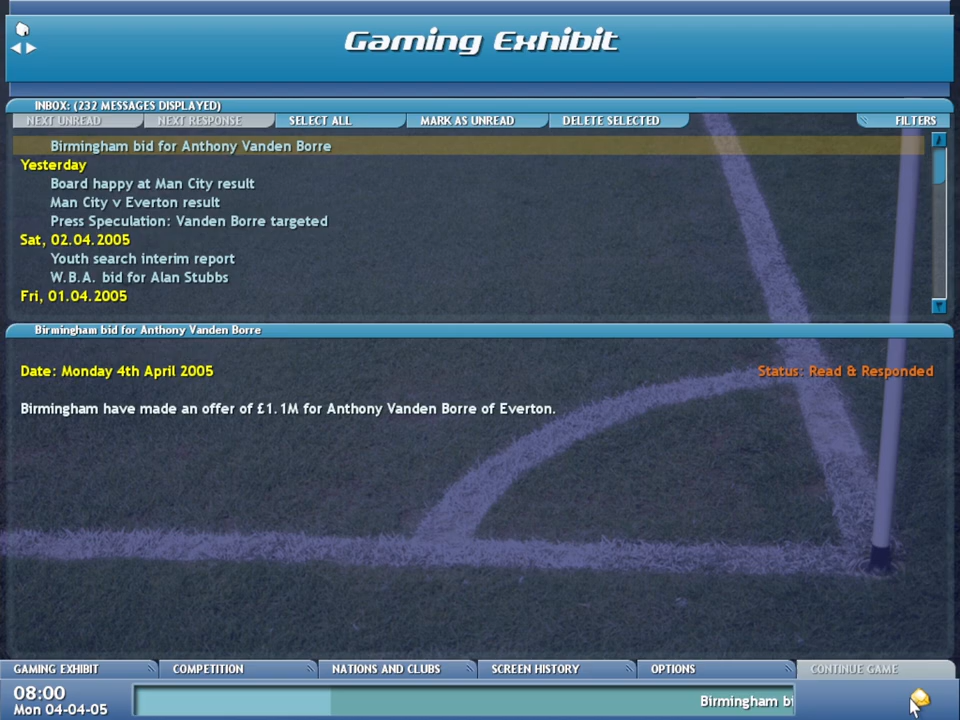 Gaming Exhibit
INBOX: (232 MESSAGES DISPLAYED)
NEXT UNREAD NEXT RESPONSE SELECT ALL MARK AS UNREAD DELETE SELECTED FILTERS
Birmingham bid for Anthony Vanden Borre
Yesterday
Board happy at Man City result
Man City v Everton result
Press Speculation: Vanden Borre targeted
Sat, 02.04.2005
Youth search interim report
W.B.A. bid for Alan Stubbs
Fri, 01.04.2005
Birmingham bid for Anthony Vanden Borre
Date: Monday 4th April 2005 Status: Read & Responded
Birmingham have made an offer of £1.1M for Anthony Vanden Borre of Everton.
GAMING EXHIBIT COMPETITION NATIONS AND CLUBS SCREEN HISTORY OPTIONS CONTINUE GAME
08:00
Mon 04-04-05
Birmingham bi